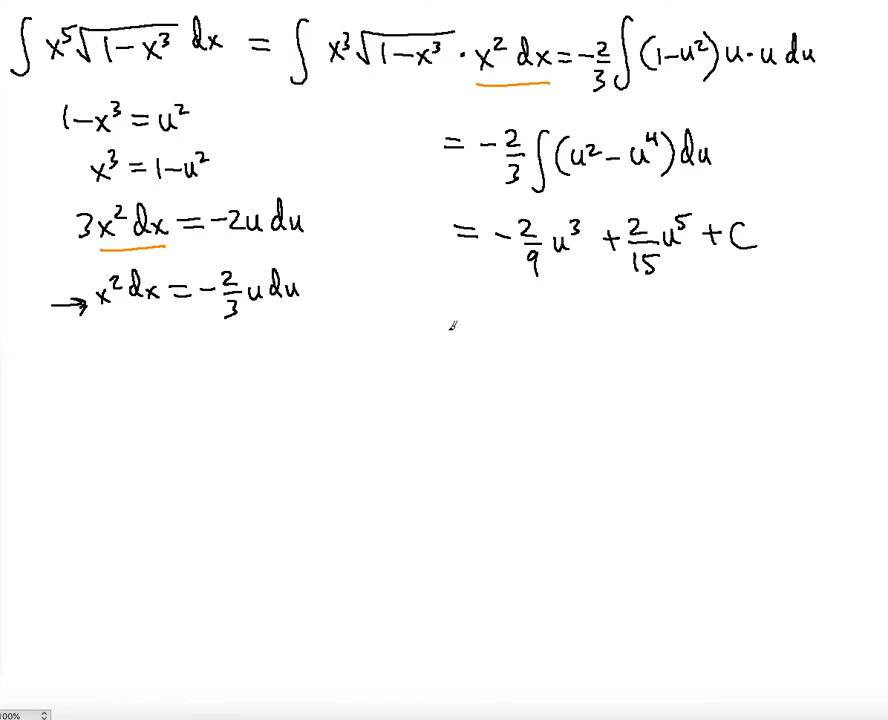 ∫ x⁵√(1-x³) dx = ∫ x³√(1-x³) · x² dx = -2/3 ∫ (1-u²) u · u du
1-x³ = u²
x³ = 1-u²
3x² dx = -2u du
→ x² dx = -2/3 u du
= -2/3 ∫ (u² - u⁴) du
= -2/9 u³ + 2/15 u⁵ + C
100%